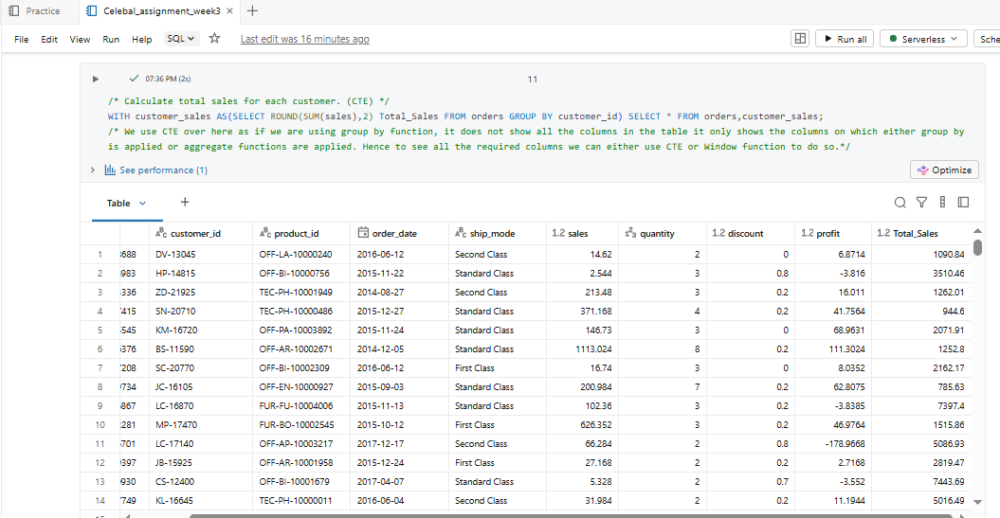 Practice
Celebal_assignment_week3
File Edit View Run Help SQL Last edit was 16 minutes ago Run all Serverless Sche
07:36 PM (2s) 11
/* Calculate total sales for each customer. (CTE) */
WITH customer_sales AS(SELECT ROUND(SUM(sales),2) Total_Sales FROM orders GROUP BY customer_id) SELECT * FROM orders,customer_sales;
/* We use CTE over here as if we are using group by function, it does not show all the columns in the table it only shows the columns on which either group by
is applied or aggregate functions are applied. Hence to see all the required columns we can either use CTE or Window function to do so.*/
See performance (1) Optimize
Table +
customer_id product_id order_date ship_mode 1.2 sales quantity 1.2 discount 1.2 profit 1.2 Total_Sales
1 i688 DV-13045 OFF-LA-10000240 2016-06-12 Second Class 14.62 2 0 6.8714 1090.84
2 i983 HP-14815 OFF-BI-10000756 2015-11-22 Standard Class 2.544 3 0.8 -3.816 3510.46
3 i336 ZD-21925 TEC-PH-10001949 2014-08-27 Second Class 213.48 3 0.2 16.011 1262.01
4 415 SN-20710 TEC-PH-10000486 2015-12-27 Standard Class 371.168 4 0.2 41.7564 944.6
5 545 KM-16720 OFF-PA-10003892 2015-11-24 Standard Class 146.73 3 0 68.9631 2071.91
6 376 BS-11590 OFF-AR-10002671 2014-12-05 Standard Class 1113.024 8 0.2 111.3024 1252.8
7 208 SC-20770 OFF-BI-10002309 2016-06-12 First Class 16.74 3 0 8.0352 2162.17
8 734 JC-16105 OFF-EN-10000927 2015-09-03 Standard Class 200.984 7 0.2 62.8075 785.63
9 867 LC-16870 FUR-FU-10004006 2015-11-13 Standard Class 102.36 3 0.2 -3.8385 7397.4
10 281 MP-17470 FUR-BO-10002545 2015-10-12 First Class 626.352 3 0.2 46.9764 1515.86
11 701 LC-17140 OFF-AP-10003217 2017-12-17 Second Class 66.284 2 0.8 -178.9668 5086.93
12 397 JB-15925 OFF-AR-10001958 2015-12-24 First Class 27.168 2 0.2 2.7168 2819.47
13 930 CS-12400 OFF-BI-10001679 2017-04-07 Standard Class 5.328 2 0.7 -3.552 7443.69
14 749 KL-16645 TEC-PH-10000011 2016-06-04 Second Class 31.984 2 0.2 11.1944 5016.49